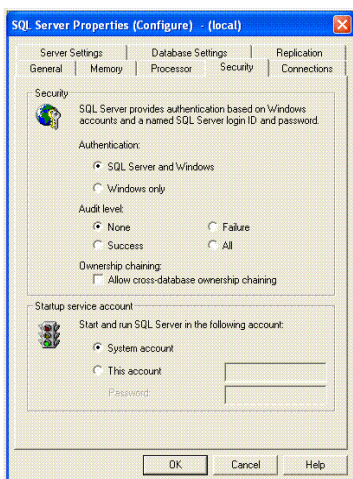 SQL Server Properties (Configure) - (local)
Server Settings Database Settings Replication
General Memory Processor Security Connections
Security
SQL Server provides authentication based on Windows
accounts and a named SQL Server login ID and password.
Authentication:
SQL Server and Windows
Windows only
Audit level:
None Failure
Success All
Ownership chaining:
Allow cross-database ownership chaining
Startup service account
Start and run SQL Server in the following account:
System account
This account
Password:
OK Cancel Help